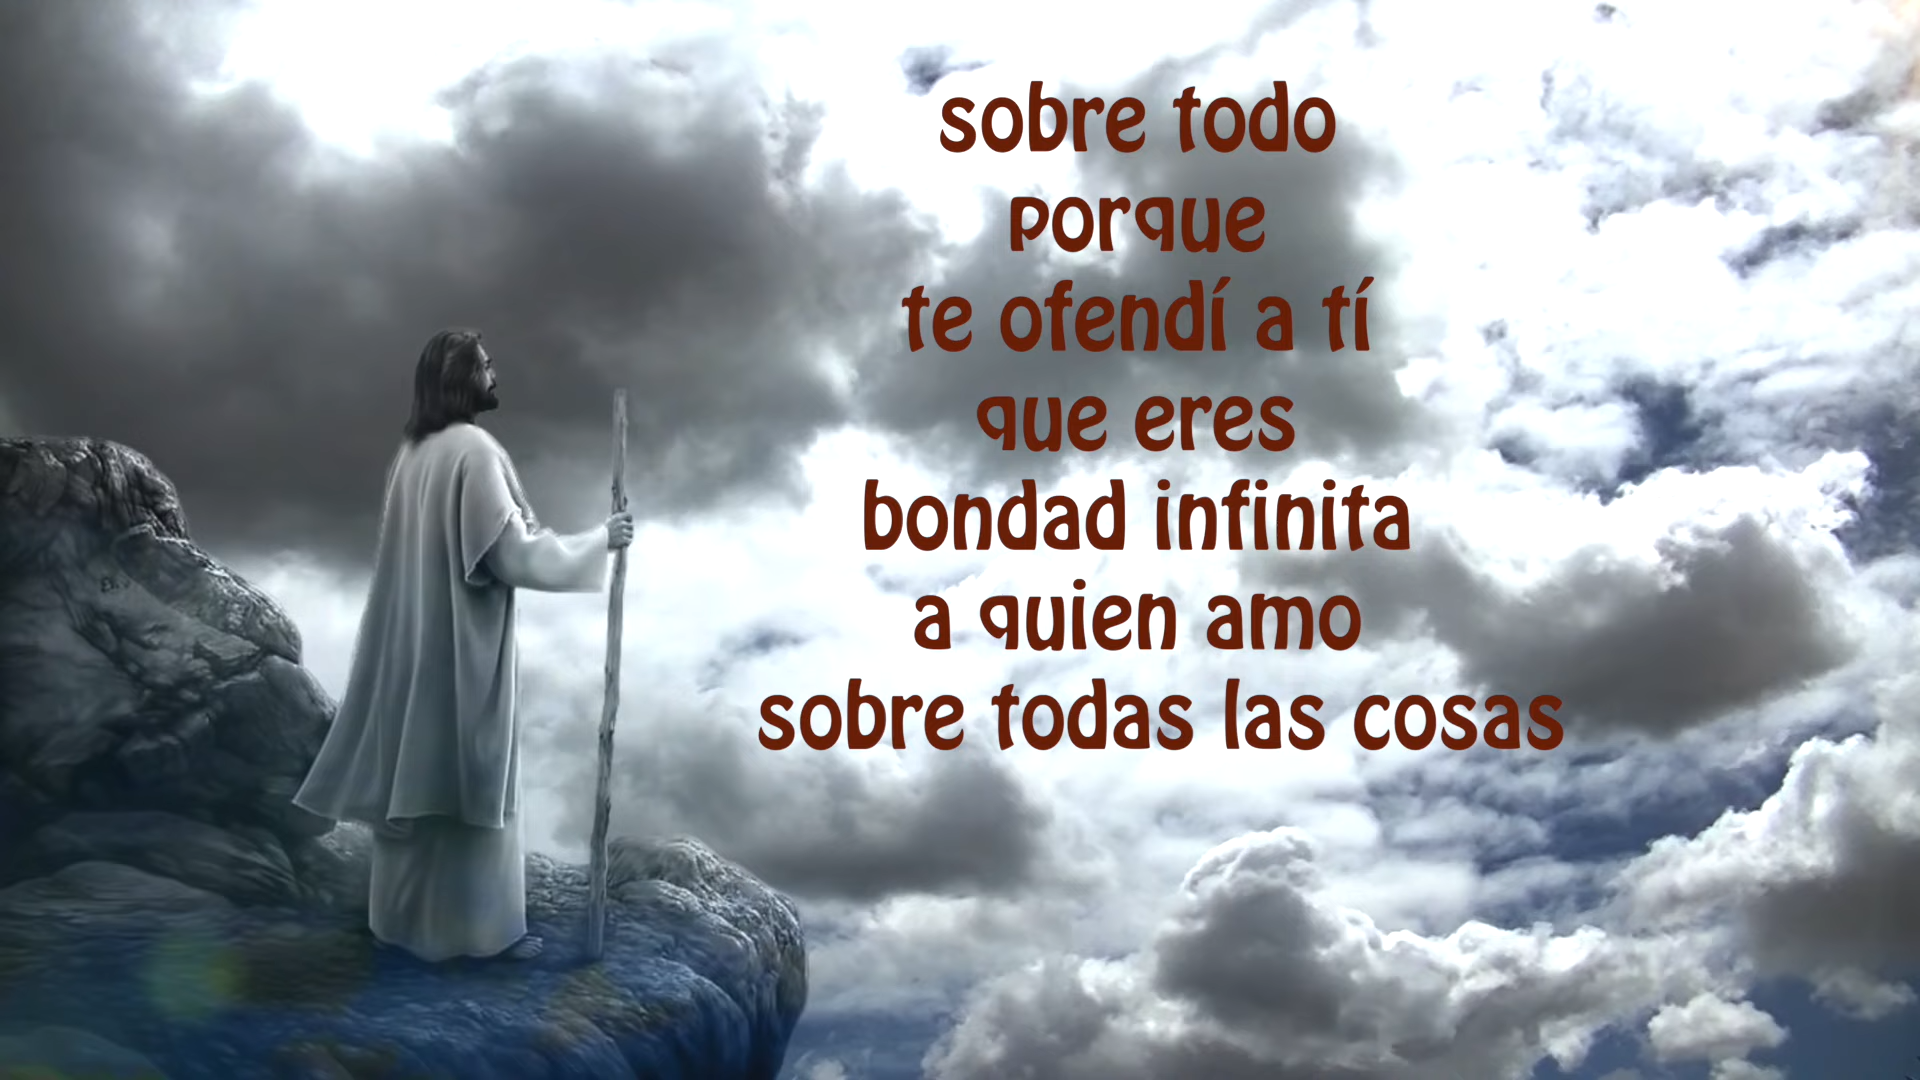 sobre todo
porque
te ofendí a tí
que eres
bondad infinita
a quien amo
sobre todas las cosas